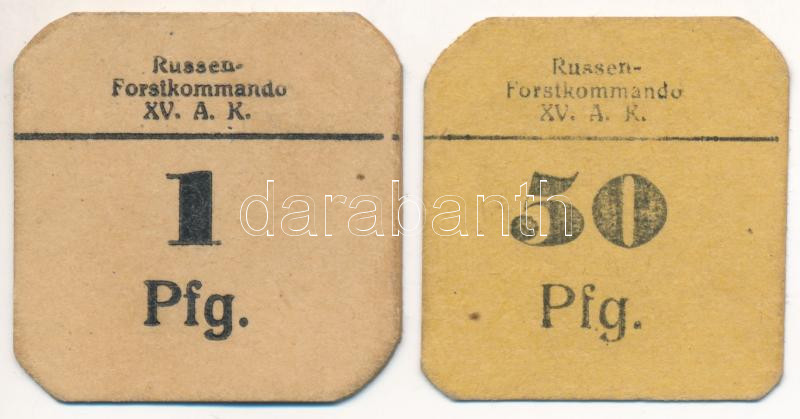 Russen-
Forstkommando
XV. A. K.
1
Pfg.
Russen-
Forstkommando
XV. A. K.
50
Pfg.
darabanth